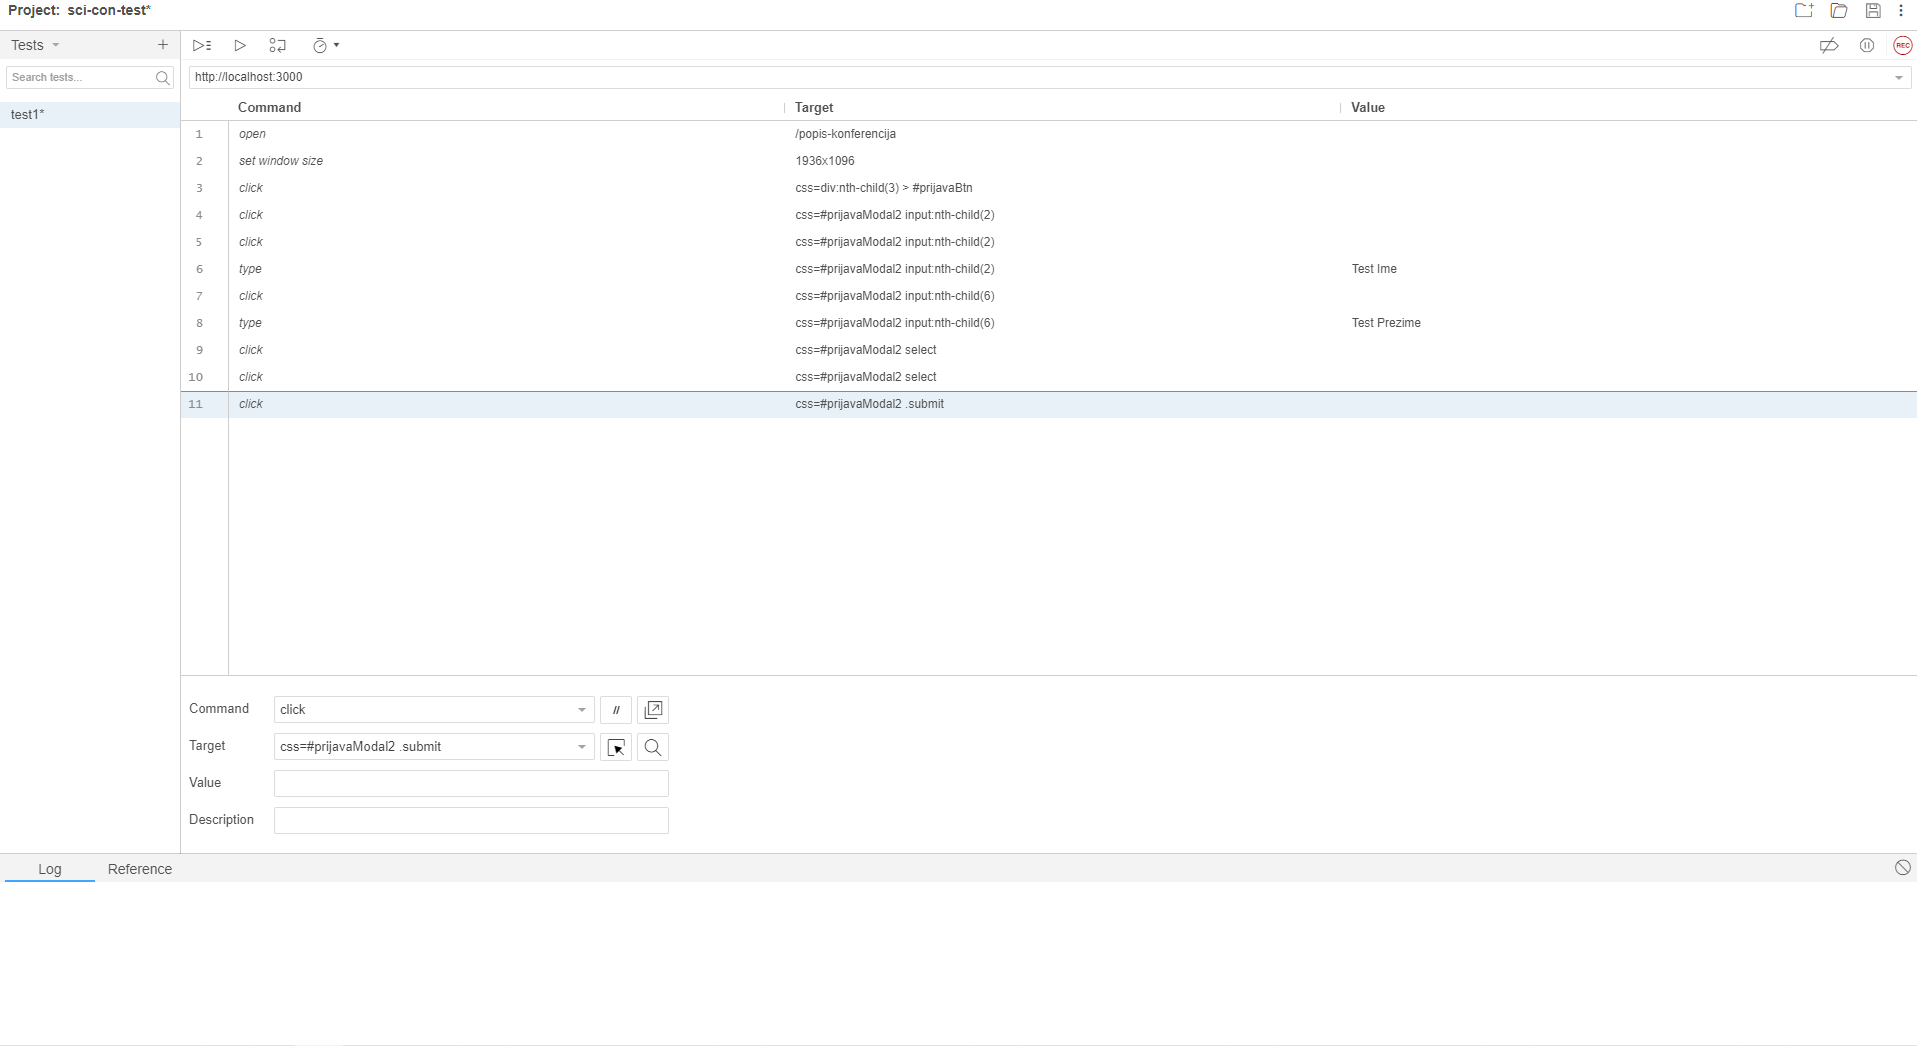 Project: sci-con-test*
Tests
REC
Search tests...
http://localhost:3000
test1*
Command Target Value
1 open /popis-konferencija
2 set window size 1936x1096
3 click css=div:nth-child(3) > #prijavaBtn
4 click css=#prijavaModal2 input:nth-child(2)
5 click css=#prijavaModal2 input:nth-child(2)
6 type css=#prijavaModal2 input:nth-child(2) Test Ime
7 click css=#prijavaModal2 input:nth-child(6)
8 type css=#prijavaModal2 input:nth-child(6) Test Prezime
9 click css=#prijavaModal2 select
10 click css=#prijavaModal2 select
11 click css=#prijavaModal2 .submit
Command click //
Target css=#prijavaModal2 .submit
Value
Description
Log Reference